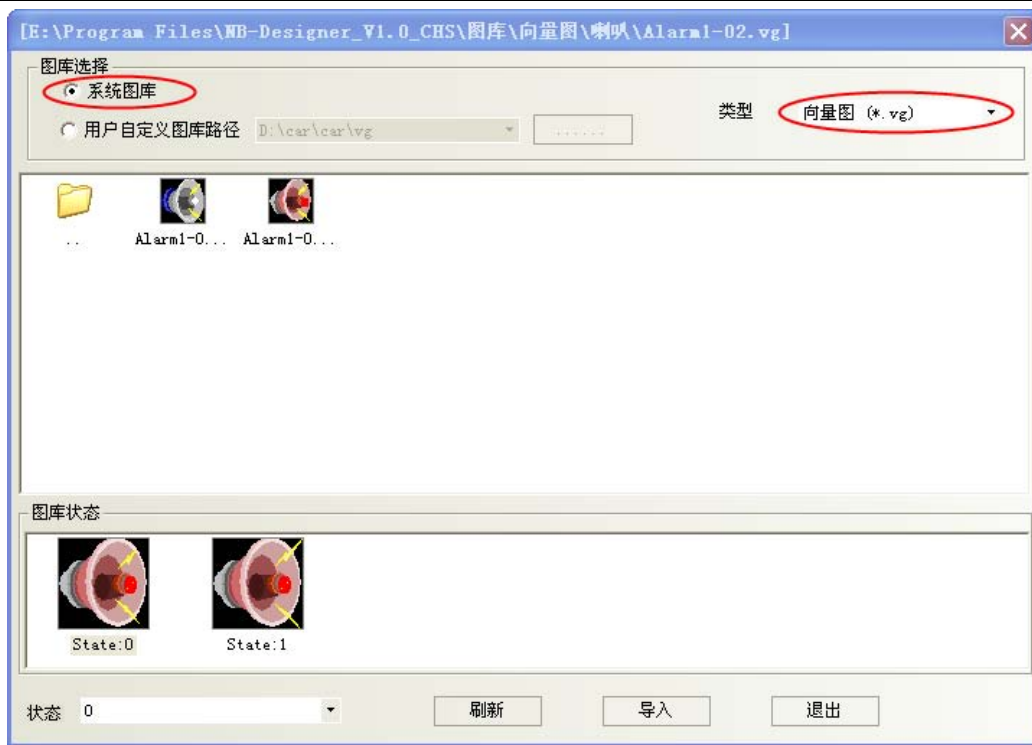 [E:\Program Files\NB-Designer_V1.0_CHS\图库\向量图\喇叭\Alarm1-02.vg]
图库选择
系统图库
用户自定义图库路径 D:\car\car\vg ......
类型 向量图 (*.vg)
.. Alarm1-0... Alarm1-0...
图库状态
State:0 State:1
状态 0 刷新 导入 退出